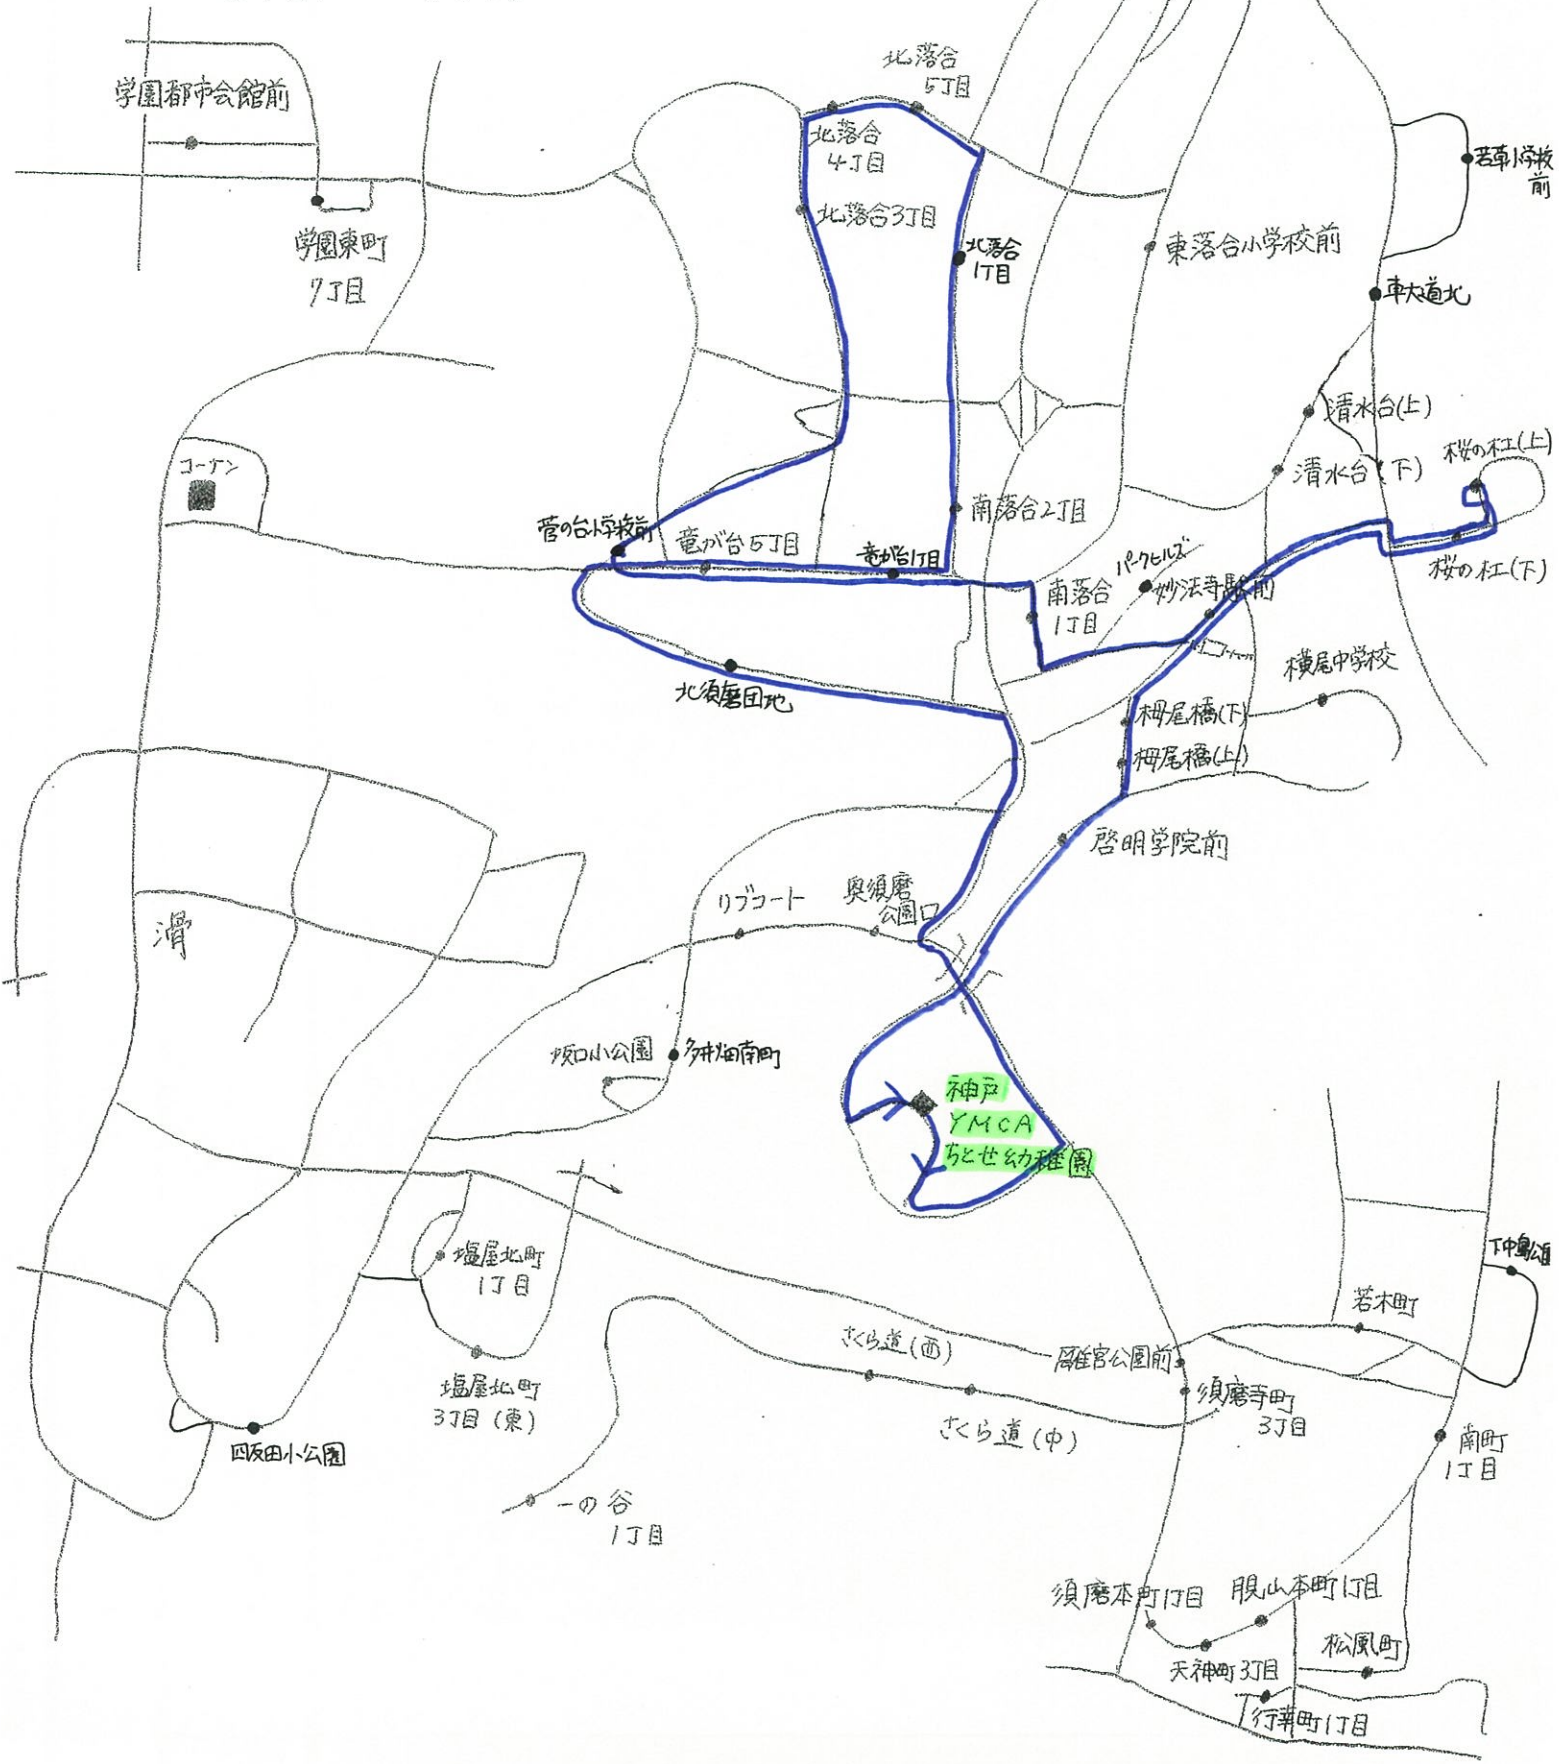 北落合
5丁目
学園都市会館前
北落合
4丁目
若草小学校
前
北落合3丁目
学園東町
7丁目
北落合
1丁目
東落合小学校前
車大道北
清水台(上)
桜の杜(上)
コーナン
清水台(下)
南落合2丁目
菅の台小学校前
竜が台5丁目
竜が台1丁目
パークヒルズ
妙法寺駅前
桜の杜(下)
南落合
1丁目
横尾中学校
北須磨団地
栂尾橋(下)
栂尾橋(上)
啓明学院前
リブコート
奥須磨
公園口
滑
坂口小公園
多井畑南町
神戸
YMCA
ちとせ幼稚園
塩屋北町
1丁目
下中島公園
若木町
さくら道(西)
離宮公園前
塩屋北町
3丁目(東)
須磨寺町
3丁目
さくら道(中)
四反田小公園
南町
1丁目
一の谷
1丁目
須磨本町1丁目
月見山本町1丁目
松風町
天神町3丁目
行幸町1丁目